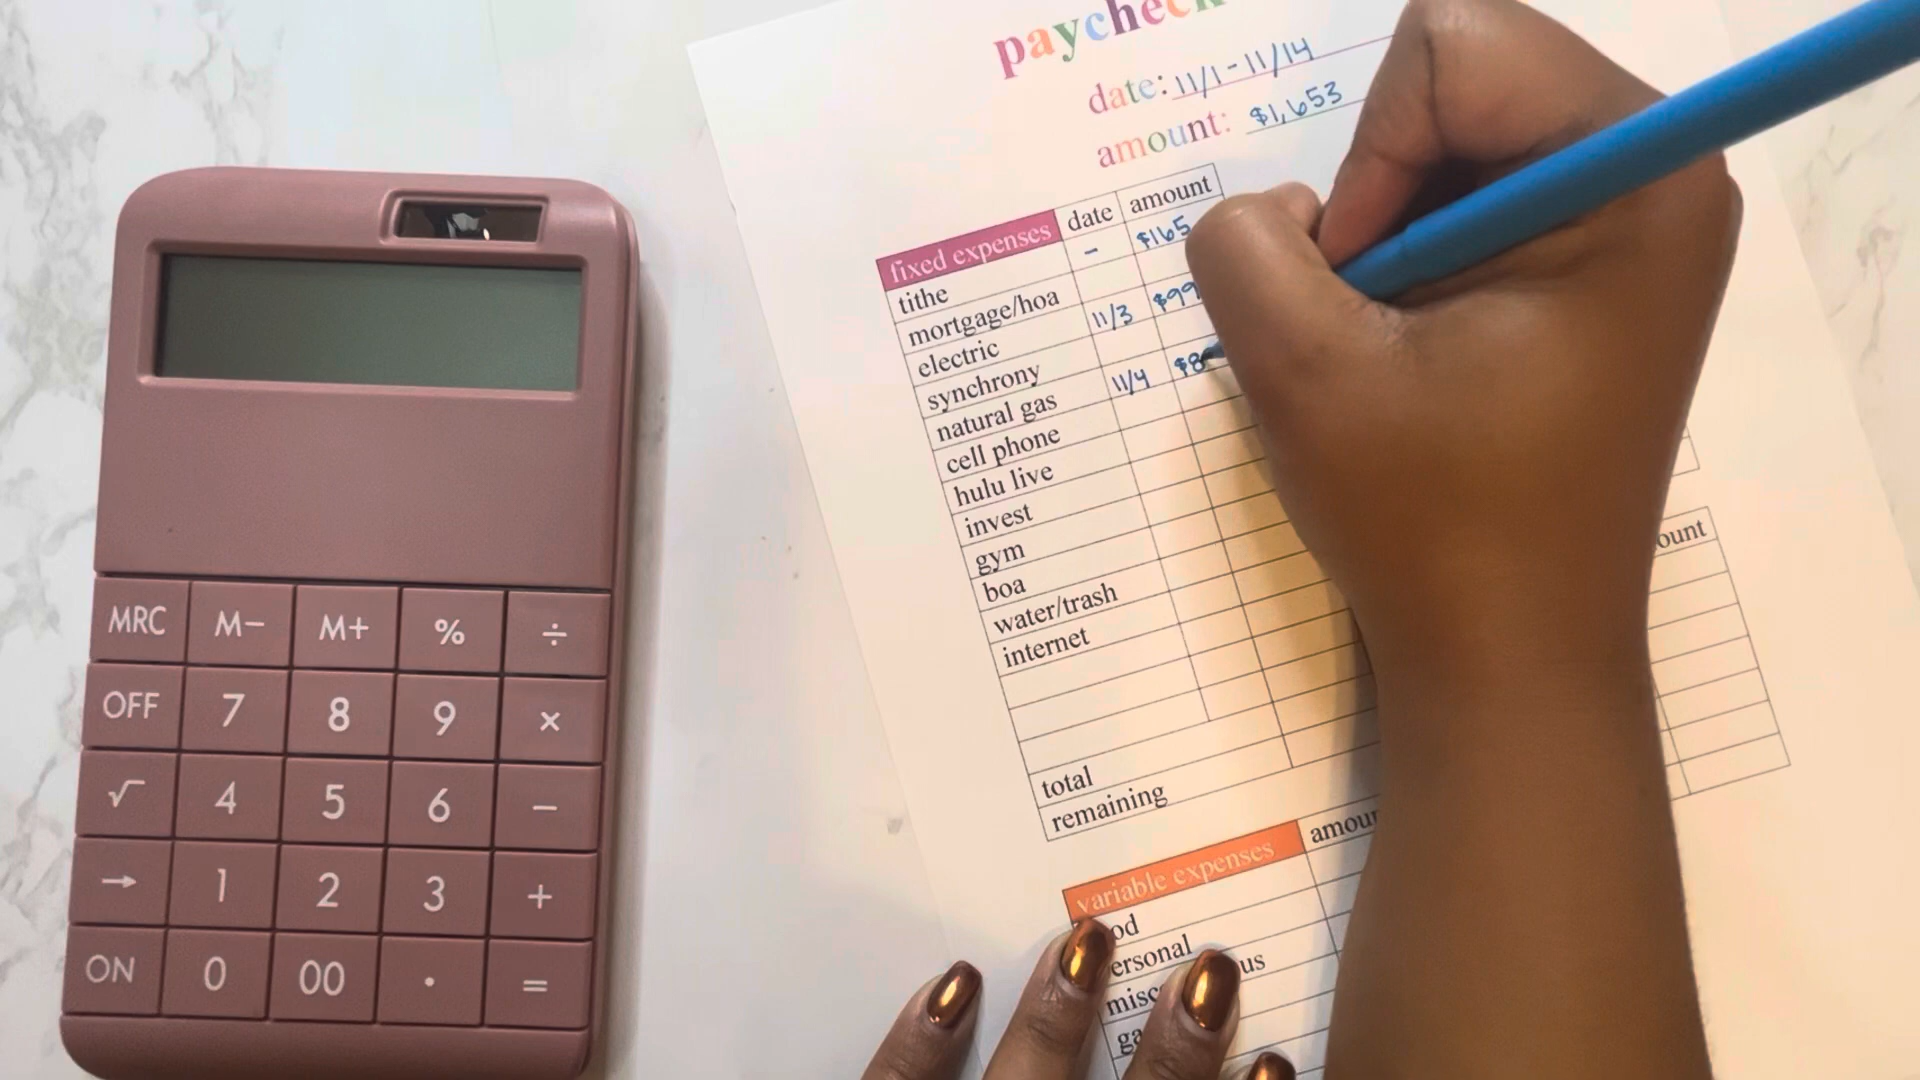 paycheck
date: 11/1 - 11/14
amount: $1,653
fixed expenses date amount
tithe - $165
mortgage/hoa
electric 11/3 $99
synchrony
natural gas 11/4 $8
cell phone
hulu live
invest
gym
boa
water/trash
internet
total
remaining
variable expenses
MRC M− M+ % ÷
OFF 7 8 9 ×
√ 4 5 6 −
→ 1 2 3 +
ON 0 00 . =